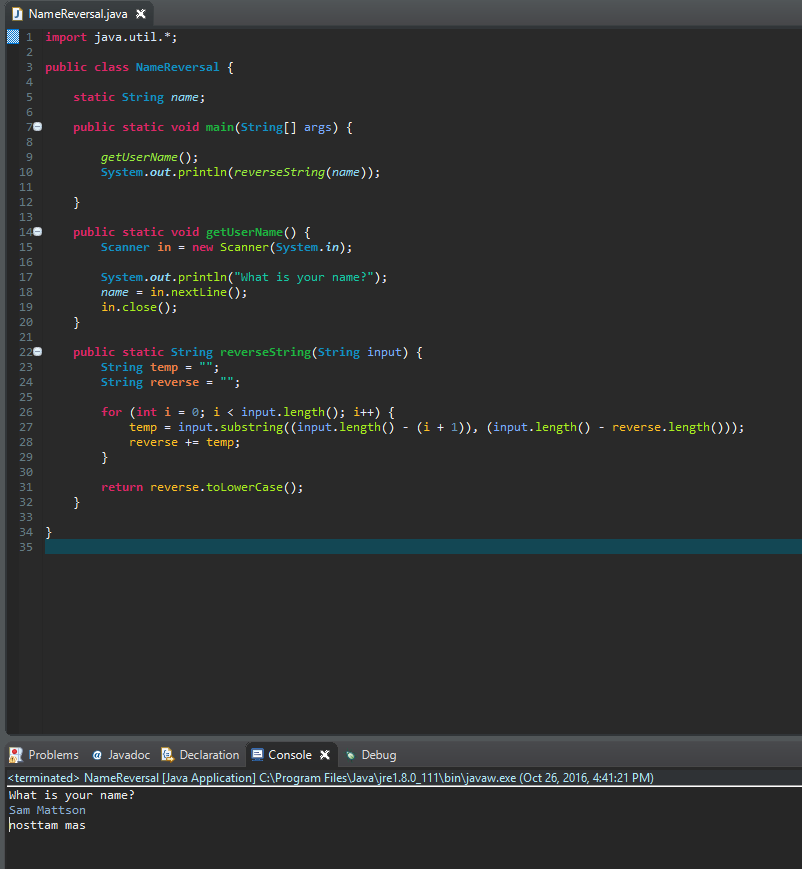 NameReversal.java
1 import java.util.*;
2
3 public class NameReversal {
4
5     static String name;
6
7     public static void main(String[] args) {
8
9         getUserName();
10         System.out.println(reverseString(name));
11
12     }
13
14     public static void getUserName() {
15         Scanner in = new Scanner(System.in);
16
17         System.out.println("What is your name?");
18         name = in.nextLine();
19         in.close();
20     }
21
22     public static String reverseString(String input) {
23         String temp = "";
24         String reverse = "";
25
26         for (int i = 0; i < input.length(); i++) {
27             temp = input.substring((input.length() - (i + 1)), (input.length() - reverse.length()));
28             reverse += temp;
29         }
30
31         return reverse.toLowerCase();
32     }
33
34 }
35
Problems @ Javadoc Declaration Console Debug
<terminated> NameReversal [Java Application] C:\Program Files\Java\jre1.8.0_111\bin\javaw.exe (Oct 26, 2016, 4:41:21 PM)
What is your name?
Sam Mattson
nosttam mas